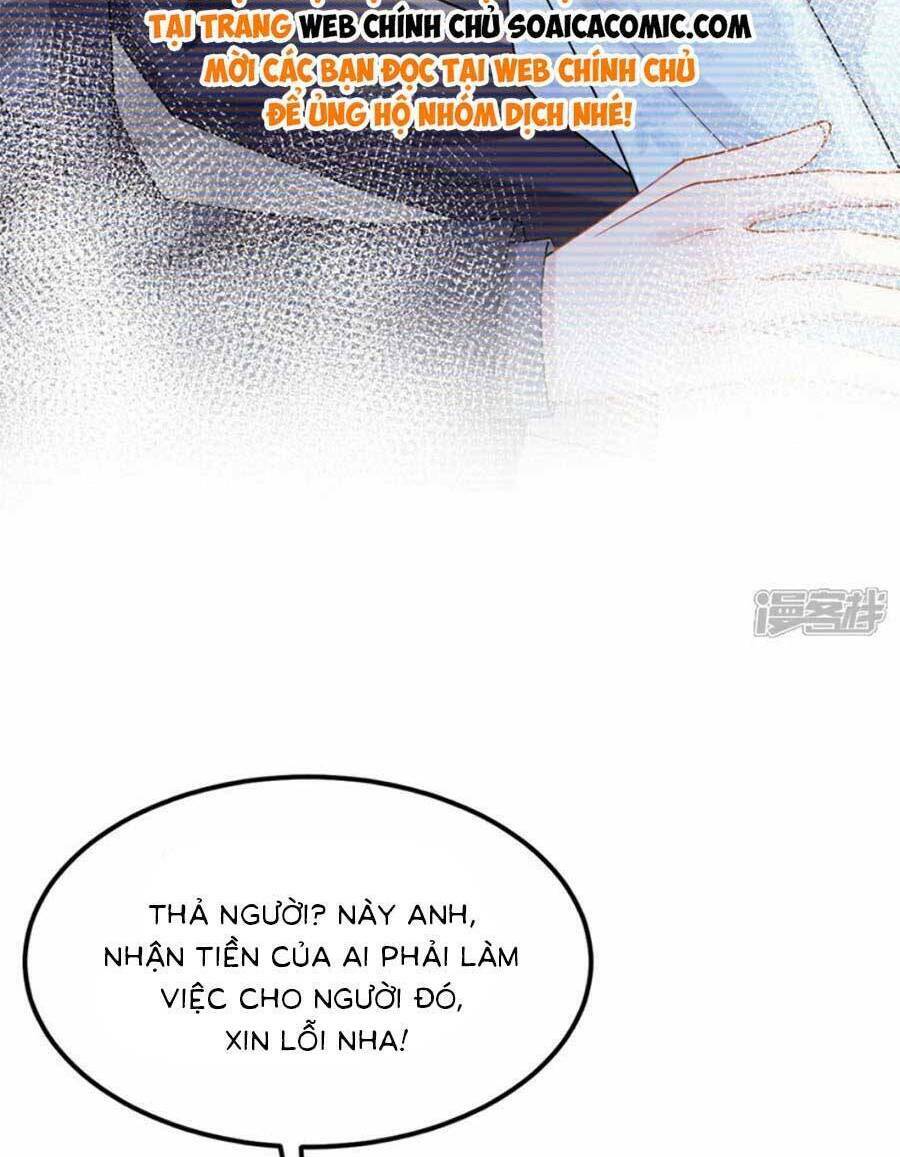 TẠI TRANG WEB CHÍNH CHỦ SOAICACOMIC.COM
MỜI CÁC BẠN ĐỌC TẠI WEB CHÍNH CHỦ
ĐỂ ỦNG HỘ NHÓM DỊCH NHÉ!
漫客栈
THẢ NGƯỜI? NÀY ANH,
NHẬN TIỀN CỦA AI PHẢI LÀM
VIỆC CHO NGƯỜI ĐÓ,
XIN LỖI NHA!